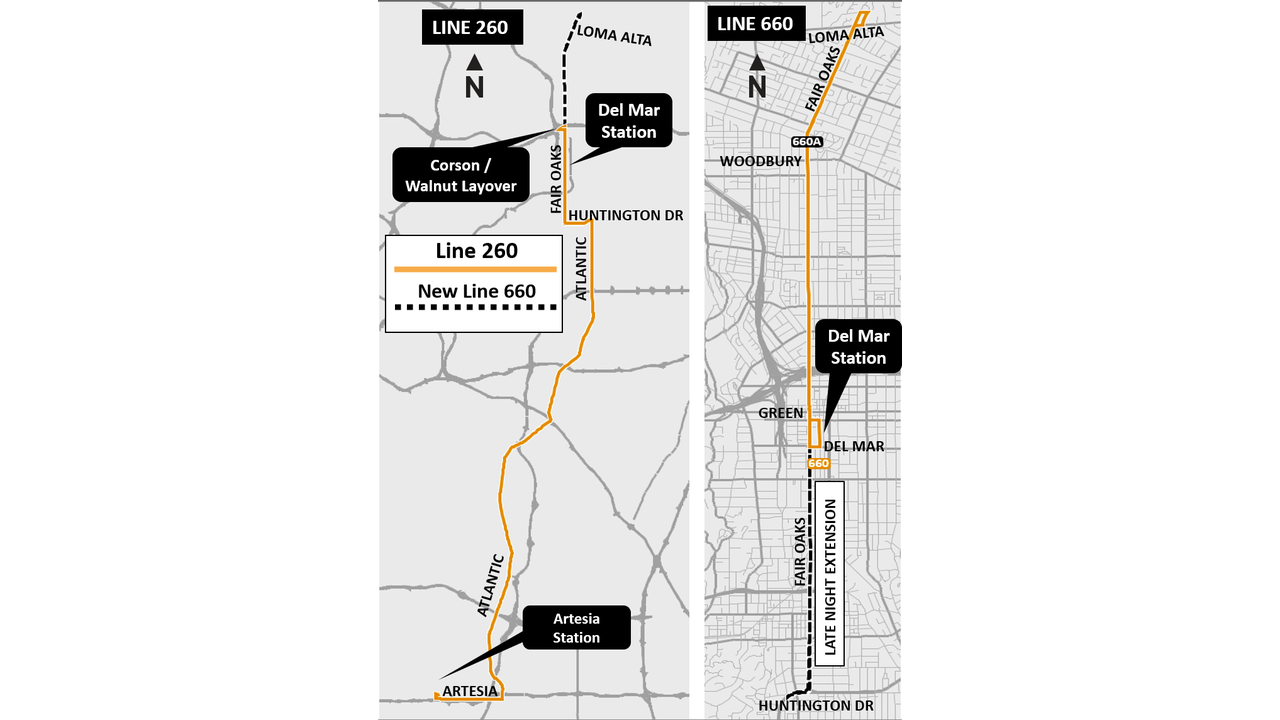 LINE 260
N
LOMA ALTA
Del Mar
Station
Corson /
Walnut Layover
FAIR OAKS
HUNTINGTON DR
ATLANTIC
Line 260
New Line 660
ATLANTIC
Artesia
Station
ARTESIA
LINE 660
N
LOMA ALTA
FAIR OAKS
660A
WOODBURY
Del Mar
Station
GREEN
DEL MAR
660
FAIR OAKS
LATE NIGHT EXTENSION
HUNTINGTON DR